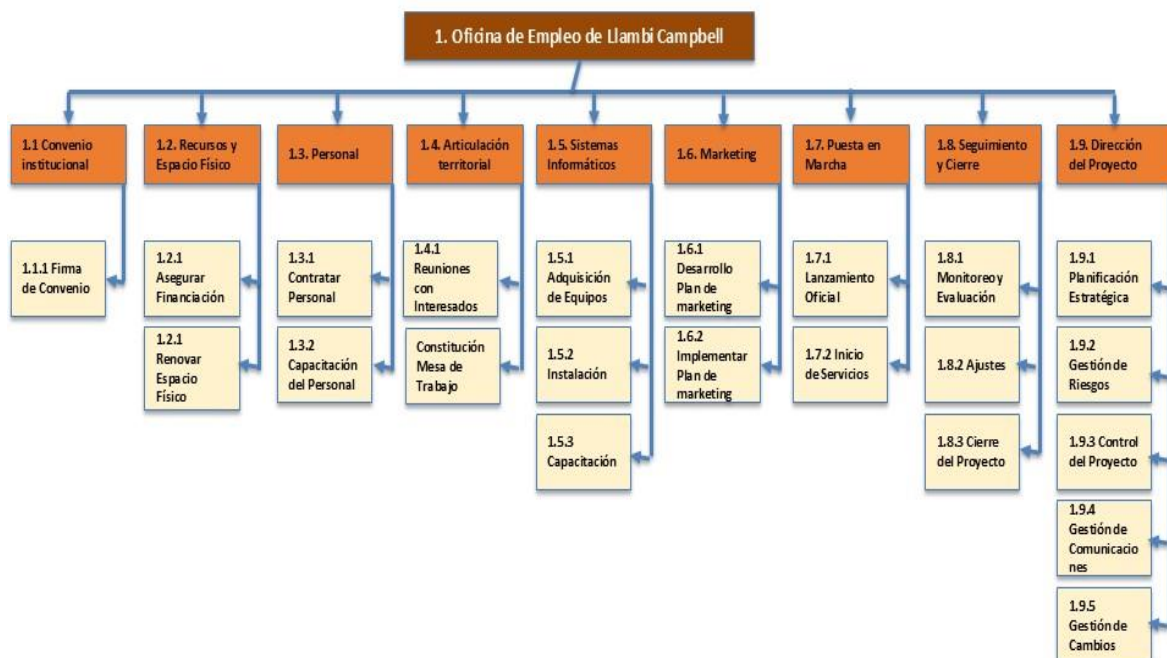 1. Oficina de Empleo de Llambi Campbell
1.1 Convenio
institucional
1.2. Recursos y
Espacio Físico
1.3. Personal
1.4. Articulación
territorial
1.5. Sistemas
Informáticos
1.6. Marketing
1.7. Puesta en
Marcha
1.8. Seguimiento
y Cierre
1.9. Dirección
del Proyecto
1.1.1 Firma
de Convenio
1.2.1
Asegurar
Financiación
1.2.1
Renovar
Espacio
Físico
1.3.1
Contratar
Personal
1.3.2
Capacitación
del Personal
1.4.1
Reuniones
con
Interesados
Constitución
Mesa de
Trabajo
1.5.1
Adquisición
de Equipos
1.5.2
Instalación
1.5.3
Capacitación
1.6.1
Desarrollo
Plan de
marketing
1.6.2
Implementar
Plan de
marketing
1.7.1
Lanzamiento
Oficial
1.7.2 Inicio
de Servicios
1.8.1
Monitoreo y
Evaluación
1.8.2 Ajustes
1.8.3 Cierre
del Proyecto
1.9.1
Planificación
Estratégica
1.9.2
Gestión de
Riesgos
1.9.3 Control
del Proyecto
1.9.4
Gestión de
Comunicacio
nes
1.9.5
Gestión de
Cambios